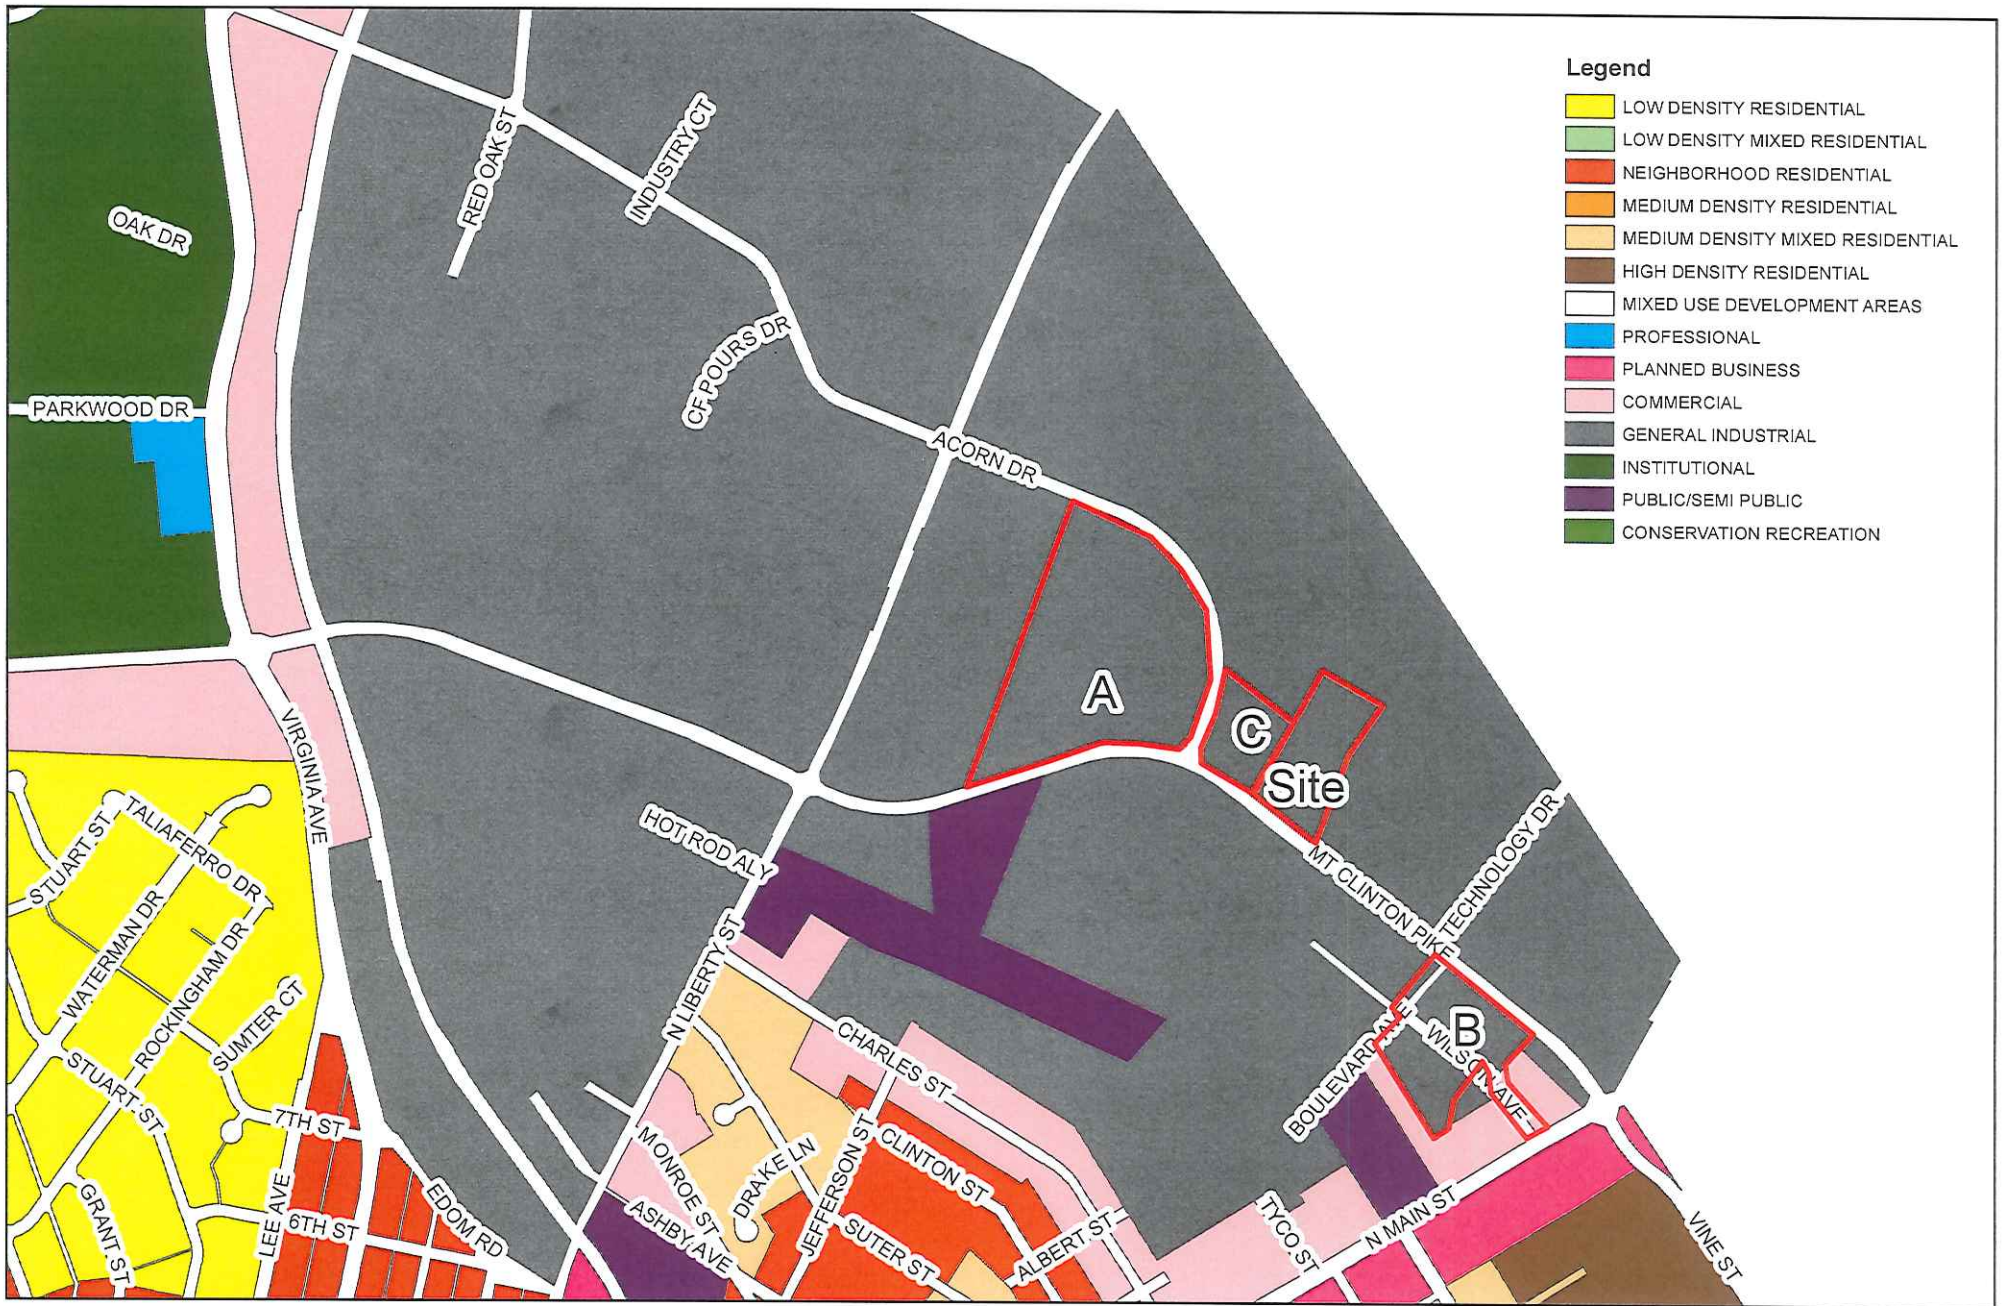 Legend
LOW DENSITY RESIDENTIAL
LOW DENSITY MIXED RESIDENTIAL
NEIGHBORHOOD RESIDENTIAL
MEDIUM DENSITY RESIDENTIAL
MEDIUM DENSITY MIXED RESIDENTIAL
HIGH DENSITY RESIDENTIAL
MIXED USE DEVELOPMENT AREAS
PROFESSIONAL
PLANNED BUSINESS
COMMERCIAL
GENERAL INDUSTRIAL
INSTITUTIONAL
PUBLIC/SEMI PUBLIC
CONSERVATION RECREATION
RED OAK ST
INDUSTRY CT
OAK DR
CF POURS DR
PARKWOOD DR
ACORN DR
A
C
Site
VIRGINIA AVE
HOT ROD ALY
TALIAFERRO DR
STUART ST
WATERMAN DR
ROCKINGHAM DR
SUMTER CT
STUART ST
MT CLINTON PIKE
TECHNOLOGY DR
N LIBERTY ST
B
WILSON AVE
BOULEVARD AVE
CHARLES ST
7TH ST
MONROE ST
DRAKE LN
JEFFERSON ST
CLINTON ST
GRANT ST
LEE AVE
6TH ST
EDOM RD
ASHBY AVE
SUTER ST
ALBERT ST
TYCO ST
N MAIN ST
VINE ST